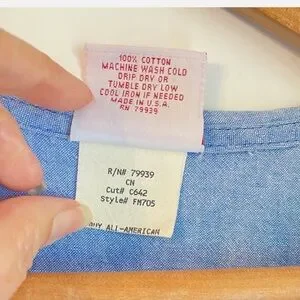 100% COTTON
MACHINE WASH COLD
DRIP DRY OR
TUMBLE DRY LOW
COOL IRON IF NEEDED
MADE IN U.S.A.
RN 79939
R/N# 79939
CN
Cut# C642
Style# FM705
ALL-AMERICAN